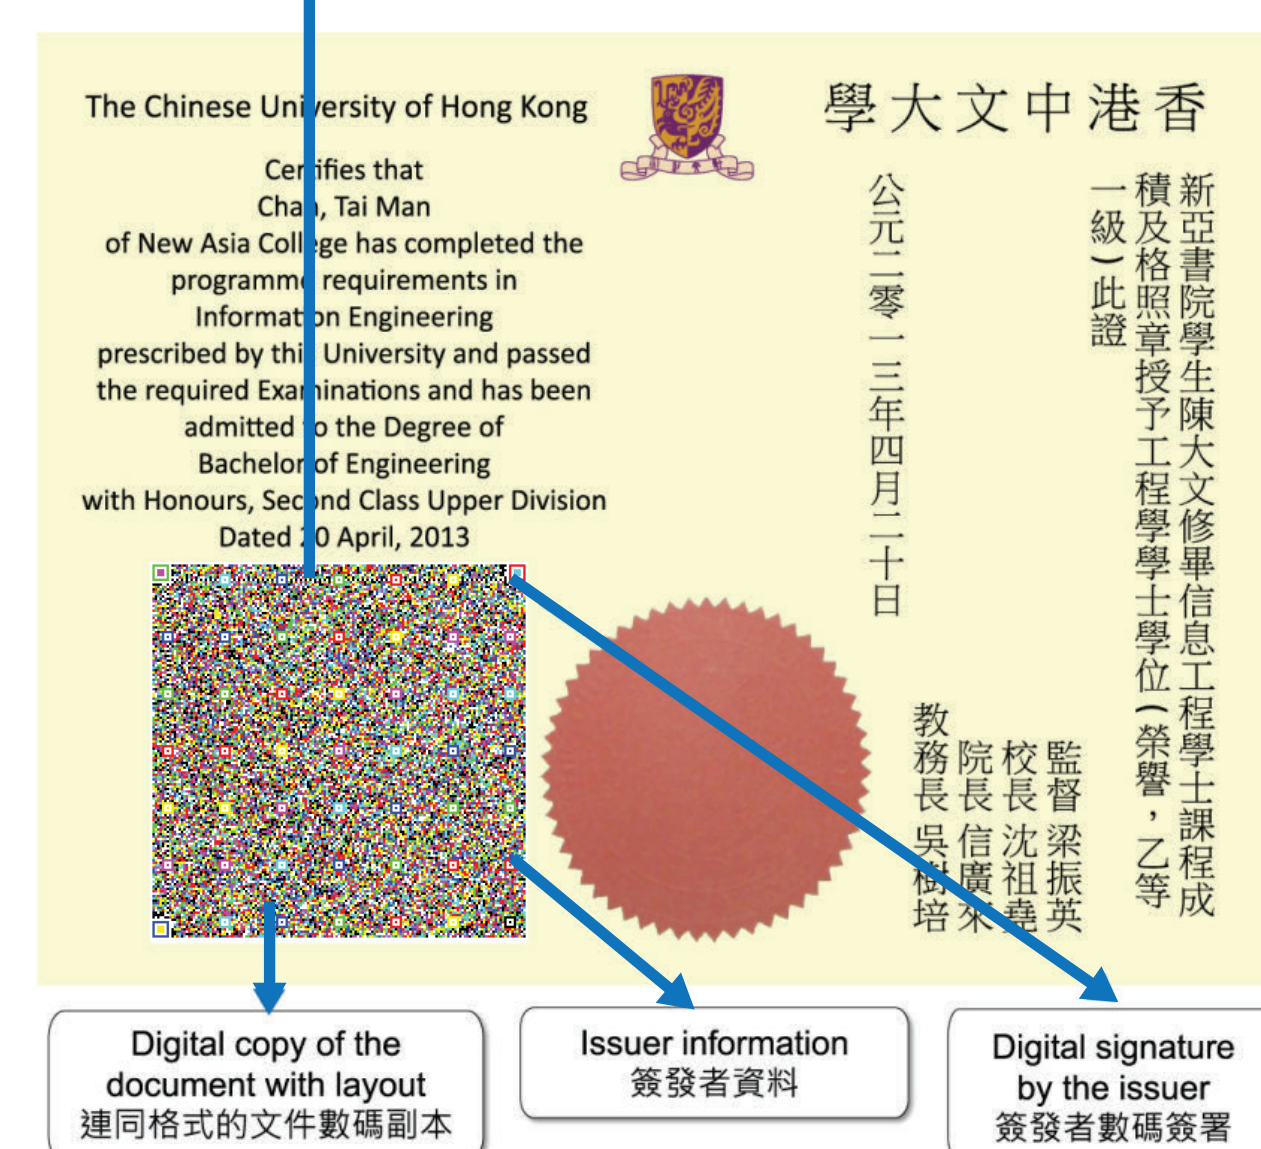 The Chinese University of Hong Kong
Certifies that
Chan, Tai Man
of New Asia College has completed the
programme requirements in
Information Engineering
prescribed by this University and passed
the required Examinations and has been
admitted to the Degree of
Bachelor of Engineering
with Honours, Second Class Upper Division
Dated 20 April, 2013
學大文中港香
新亞書院學生陳大文修畢信息工程學士課程成
積及格照章授予工程學學士學位(榮譽，乙等
一級)此證
監督 梁振英
校長 沈祖堯
院長 信廣來
教務長 吳樹培
公元二零一三年四月二十日
Digital copy of the
document with layout
連同格式的文件數碼副本
Issuer information
簽發者資料
Digital signature
by the issuer
簽發者數碼簽署